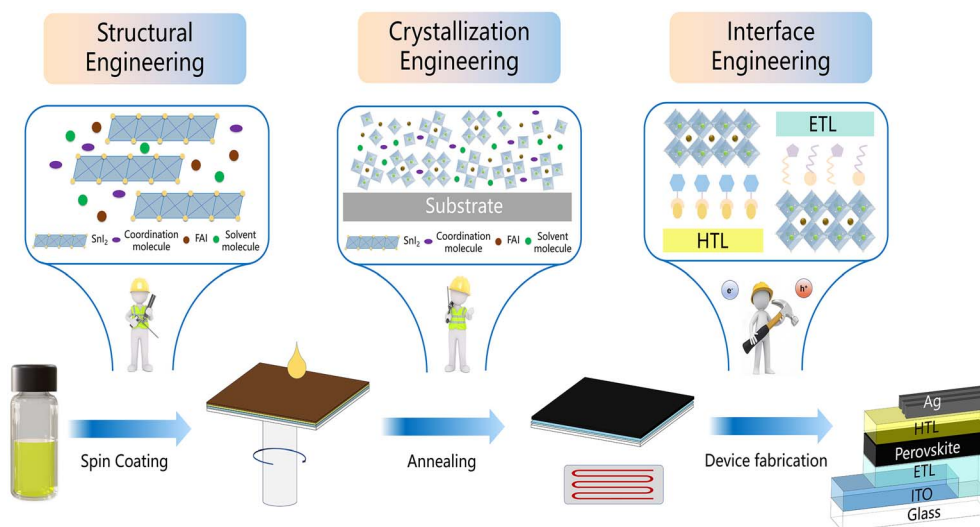 Structural
Engineering
Crystallization
Engineering
Interface
Engineering
SnI₂
Coordination
molecule
FAI
Solvent
molecule
Substrate
SnI₂
Coordination
molecule
FAI
Solvent
molecule
ETL
HTL
e⁻
h⁺
Spin Coating
Annealing
Device fabrication
Ag
HTL
Perovskite
ETL
ITO
Glass